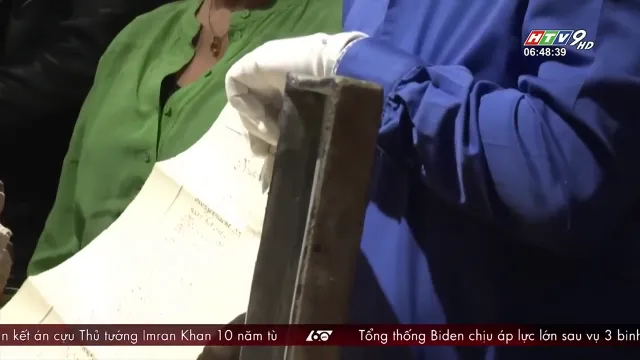 HTV9 HD
06:48:39
n kết án cựu Thủ tướng Imran Khan 10 năm tù
60 Tổng thống Biden chịu áp lực lớn sau vụ 3 binh